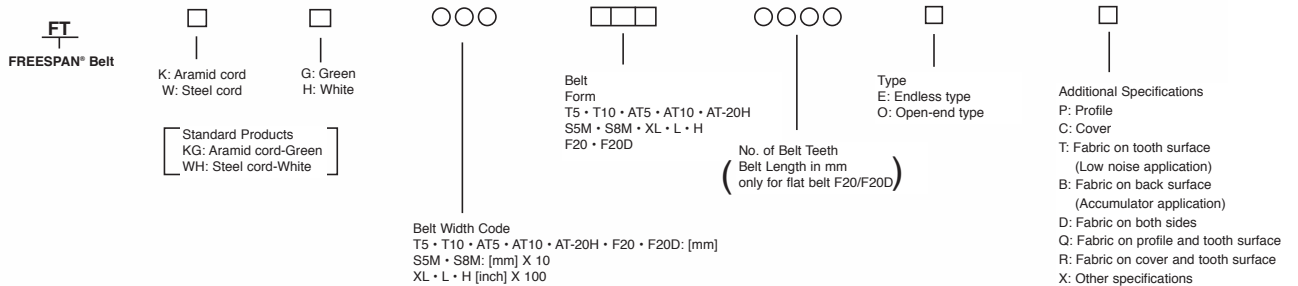 FT
FREESPAN® Belt
K: Aramid cord
W: Steel cord
G: Green
H: White
Standard Products
KG: Aramid cord-Green
WH: Steel cord-White
Belt Width Code
T5 • T10 • AT5 • AT10 • AT-20H • F20 • F20D: [mm]
S5M • S8M: [mm] X 10
XL • L • H [inch] X 100
Belt
Form
T5 • T10 • AT5 • AT10 • AT-20H
S5M • S8M • XL • L • H
F20 • F20D
No. of Belt Teeth
Belt Length in mm
( only for flat belt F20/F20D )
Type
E: Endless type
O: Open-end type
Additional Specifications
P: Profile
C: Cover
T: Fabric on tooth surface
(Low noise application)
B: Fabric on back surface
(Accumulator application)
D: Fabric on both sides
Q: Fabric on profile and tooth surface
R: Fabric on cover and tooth surface
X: Other specifications